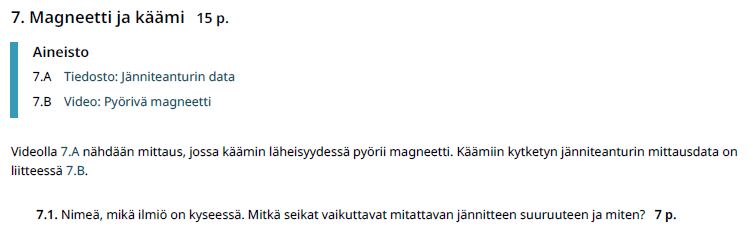 7. Magneetti ja käämi 15 p.
Aineisto
7.A Tiedosto: Jänniteanturin data
7.B Video: Pyörivä magneetti
Videolla 7.A nähdään mittaus, jossa käämin läheisyydessä pyörii magneetti. Käämiin kytketyn jänniteanturin mittausdata on
liitteessä 7.B.
7.1. Nimeä, mikä ilmiö on kyseessä. Mitkä seikat vaikuttavat mitattavan jännitteen suuruuteen ja miten? 7 p.